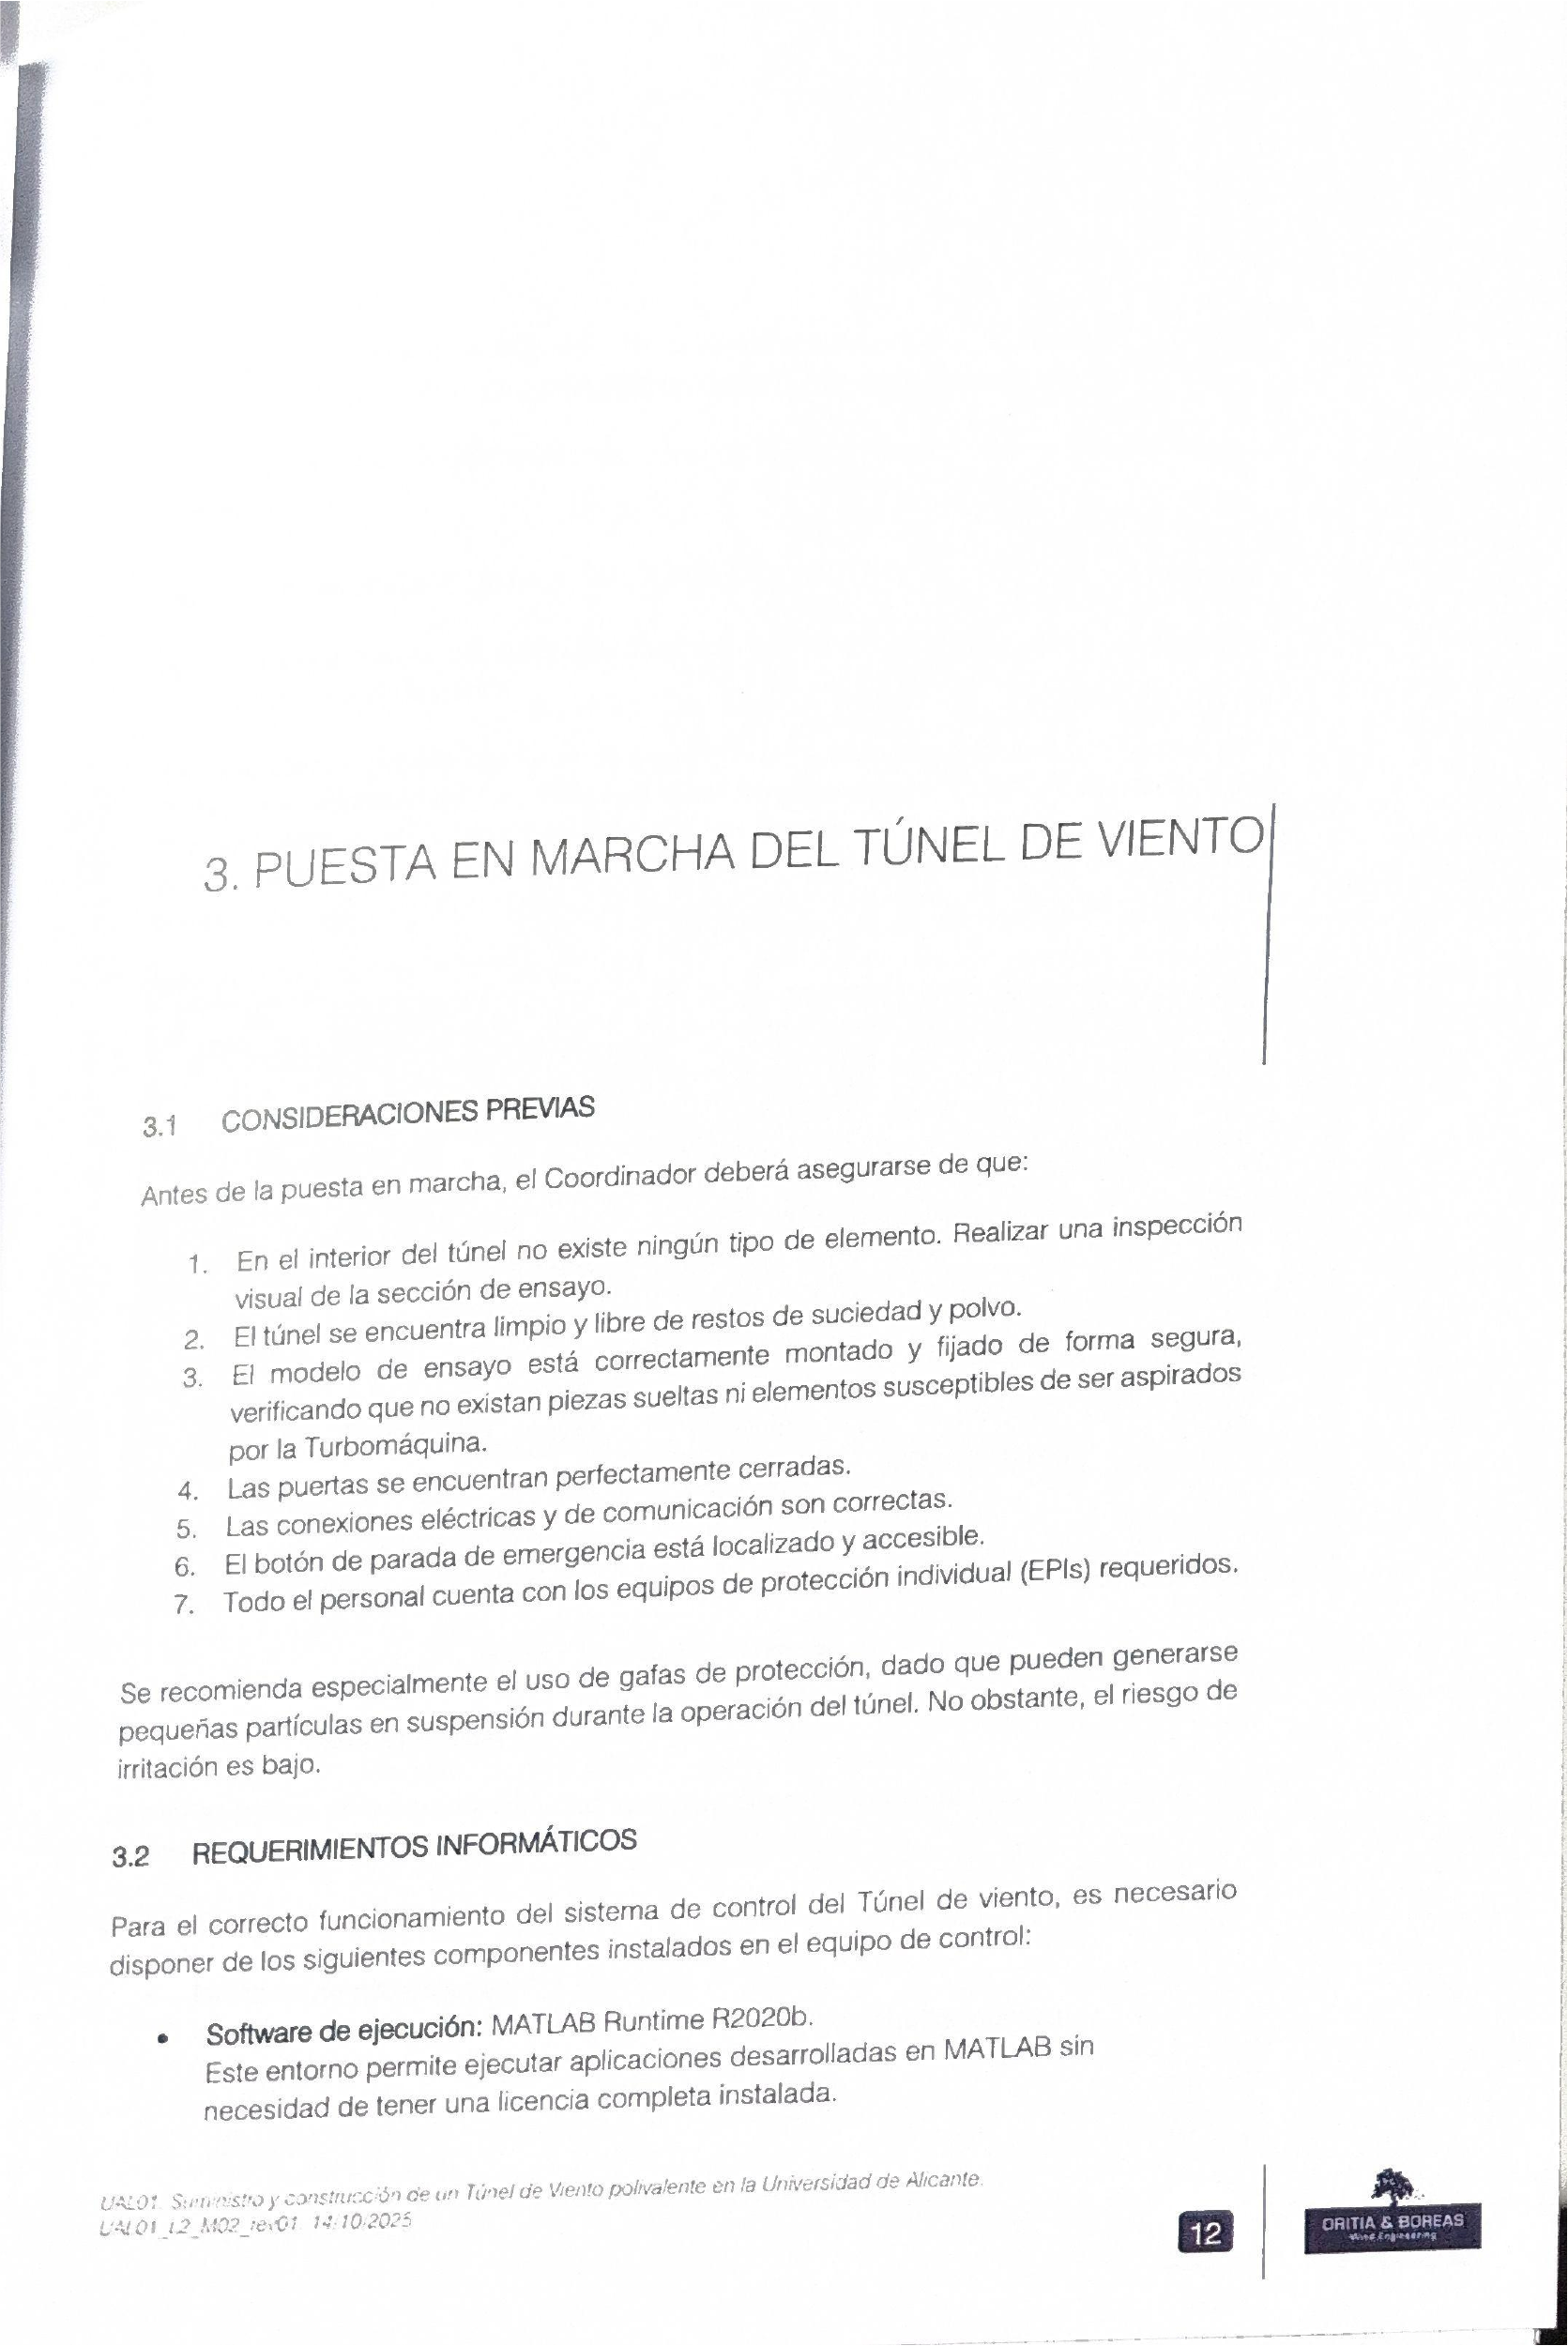 3. PUESTA EN MARCHA DEL TÚNEL DE VIENTO
3.1 CONSIDERACIONES PREVIAS
Antes de la puesta en marcha, el Coordinador deberá asegurarse de que:
1. En el interior del túnel no existe ningún tipo de elemento. Realizar una inspección
visual de la sección de ensayo.
2. El túnel se encuentra limpio y libre de restos de suciedad y polvo.
3. El modelo de ensayo está correctamente montado y fijado de forma segura,
verificando que no existan piezas sueltas ni elementos susceptibles de ser aspirados
por la Turbomáquina.
4. Las puertas se encuentran perfectamente cerradas.
5. Las conexiones eléctricas y de comunicación son correctas.
6. El botón de parada de emergencia está localizado y accesible.
7. Todo el personal cuenta con los equipos de protección individual (EPIs) requeridos.
Se recomienda especialmente el uso de gafas de protección, dado que pueden generarse
pequeñas partículas en suspensión durante la operación del túnel. No obstante, el riesgo de
irritación es bajo.
3.2 REQUERIMIENTOS INFORMÁTICOS
Para el correcto funcionamiento del sistema de control del Túnel de viento, es necesario
disponer de los siguientes componentes instalados en el equipo de control:
• Software de ejecución: MATLAB Runtime R2020b.
Este entorno permite ejecutar aplicaciones desarrolladas en MATLAB sin
necesidad de tener una licencia completa instalada.
UAL01. Suministro y construcción de un Túnel de Viento polivalente en la Universidad de Alicante.
UAL01_L2_M02_rev01 14/10/2025
12
ORITIA & BOREAS
Wind Engineering